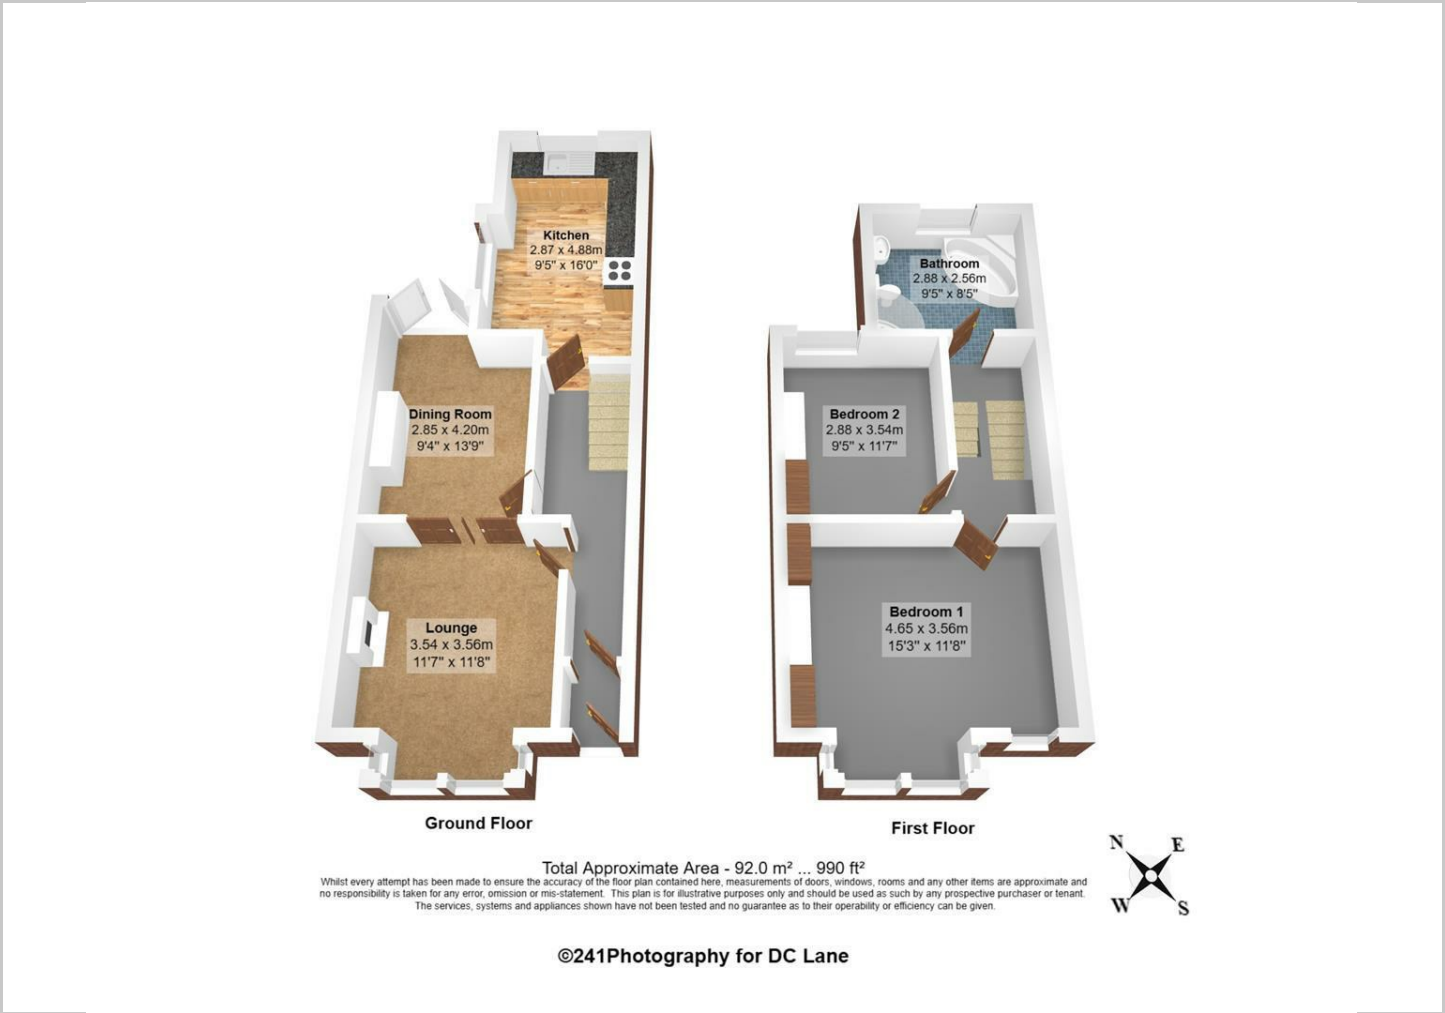 Kitchen
2.87 x 4.88m
9'5" x 16'0"
Bathroom
2.88 x 2.56m
9'5" x 8'5"
Dining Room
2.85 x 4.20m
9'4" x 13'9"
Bedroom 2
2.88 x 3.54m
9'5" x 11'7"
Lounge
3.54 x 3.56m
11'7" x 11'8"
Bedroom 1
4.65 x 3.56m
15'3" x 11'8"
Ground Floor
First Floor
N E
W S
Total Approximate Area - 92.0 m² ... 990 ft²
Whilst every attempt has been made to ensure the accuracy of the floor plan contained here, measurements of doors, windows, rooms and any other items are approximate and
no responsibility is taken for any error, omission or mis-statement. This plan is for illustrative purposes only and should be used as such by any prospective purchaser or tenant.
The services, systems and appliances shown have not been tested and no guarantee as to their operability or efficiency can be given.
©241Photography for DC Lane